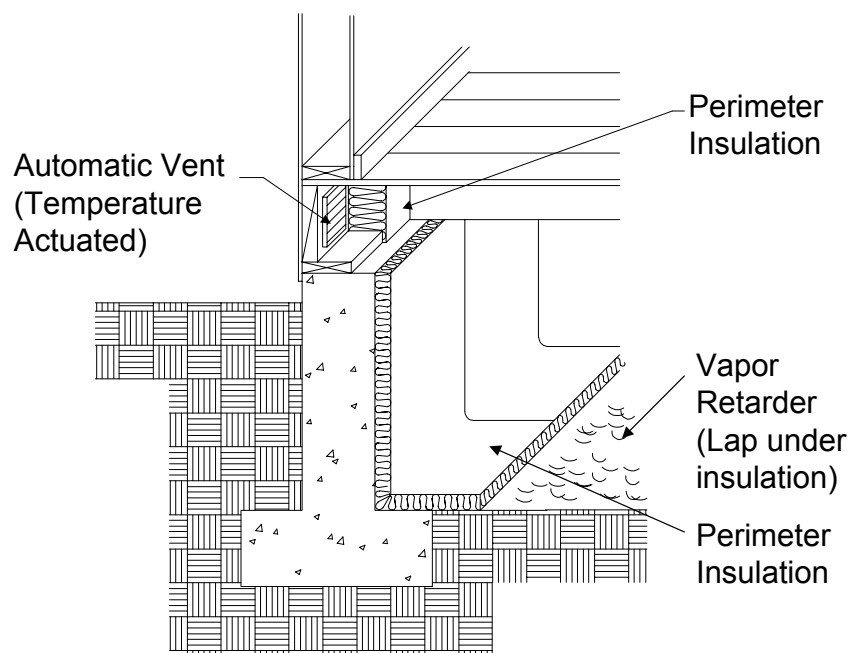 Perimeter
Insulation
Automatic Vent
(Temperature
Actuated)
Vapor
Retarder
(Lap under
insulation)
Perimeter
Insulation